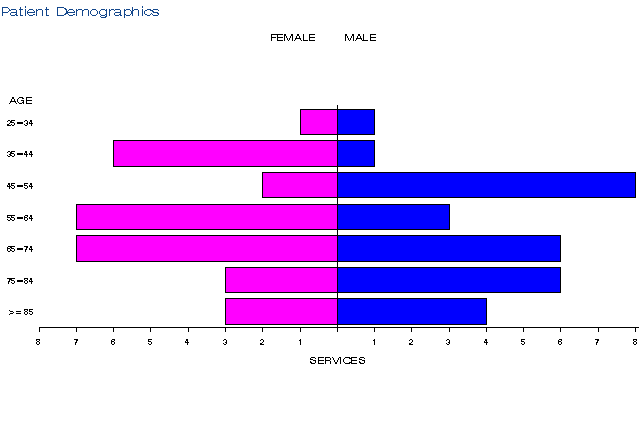 Patient Demographics
FEMALE MALE
AGE
25-34
35-44
45-54
55-64
65-74
75-84
>=85
8 7 6 5 4 3 2 1 1 2 3 4 5 6 7 8
SERVICES